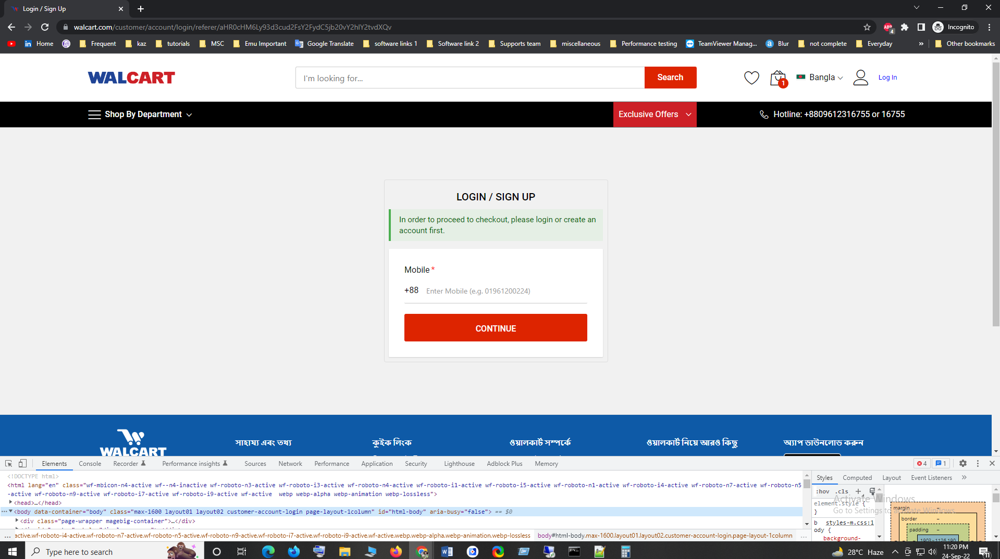 Login / Sign Up
walcart.com/customer/account/login/referer/aHR0cHM6Ly93d3cud2FsY2FydC5jb20vY2hlY2tvdXQv
ABP 4
Incognito
Home Frequent kaz tutorials MSC Emu Important Google Translate software links 1 Software link 2 Supports team miscellaneous Performance testing TeamViewer Manag... Blur not complete Everyday » Other bookmarks
WALCART
I'm looking for...
Search
1
Bangla
Log In
Shop By Department
Exclusive Offers
Hotline: +8809612316755 or 16755
LOGIN / SIGN UP
In order to proceed to checkout, please login or create an
account first.
Mobile*
+88 Enter Mobile (e.g. 01961200224)
CONTINUE
WALCART
সাহায্য এবং তথ্য
কুইক লিংক
ওয়ালকার্ট সম্পর্কে
ওয়ালকার্ট নিয়ে আরও কিছু
অ্যাপ ডাউনলোড করুন
Elements Console Recorder Performance insights Sources Network Performance Application Security Lighthouse Adblock Plus Memory 4 1
<!DOCTYPE html>
<html lang="en" class="wf-mbicon-n4-active wf--n4-inactive wf-roboto-n3-active wf-roboto-i3-active wf-roboto-n4-active wf-roboto-i1-active wf-roboto-i5-active wf-roboto-n1-active wf-roboto-i4-active wf-roboto-n7-active wf-roboto-n5
-active wf-roboto-n9-active wf-roboto-i7-active wf-roboto-i9-active wf-active  webp webp-alpha webp-animation webp-lossless">
<head>…</head>
<body data-container="body" class="max-1600 layout01 layout02 customer-account-login page-layout-1column" id="html-body" aria-busy="false"> == $0
<div class="page-wrapper magebig-container">…</div>
... active.wf-roboto-i4-active.wf-roboto-n7-active.wf-roboto-n5-active.wf-roboto-n9-active.wf-roboto-i7-active.wf-roboto-i9-active.wf-active.webp.webp-alpha.webp-animation.webp-lossless body#html-body.max-1600.layout01.layout02.customer-account-login.page-layout-1column ...
Styles Computed Layout Event Listeners »
:hov .cls +
element.style {
}
b styles-m.css:1
ody {
background-
margin –
border –
padding –
1903×1126.190
Activate Windows
Go to Settings to activate Windows.
Type here to search
28°C Haze
11:20 PM
24-Sep-22
11